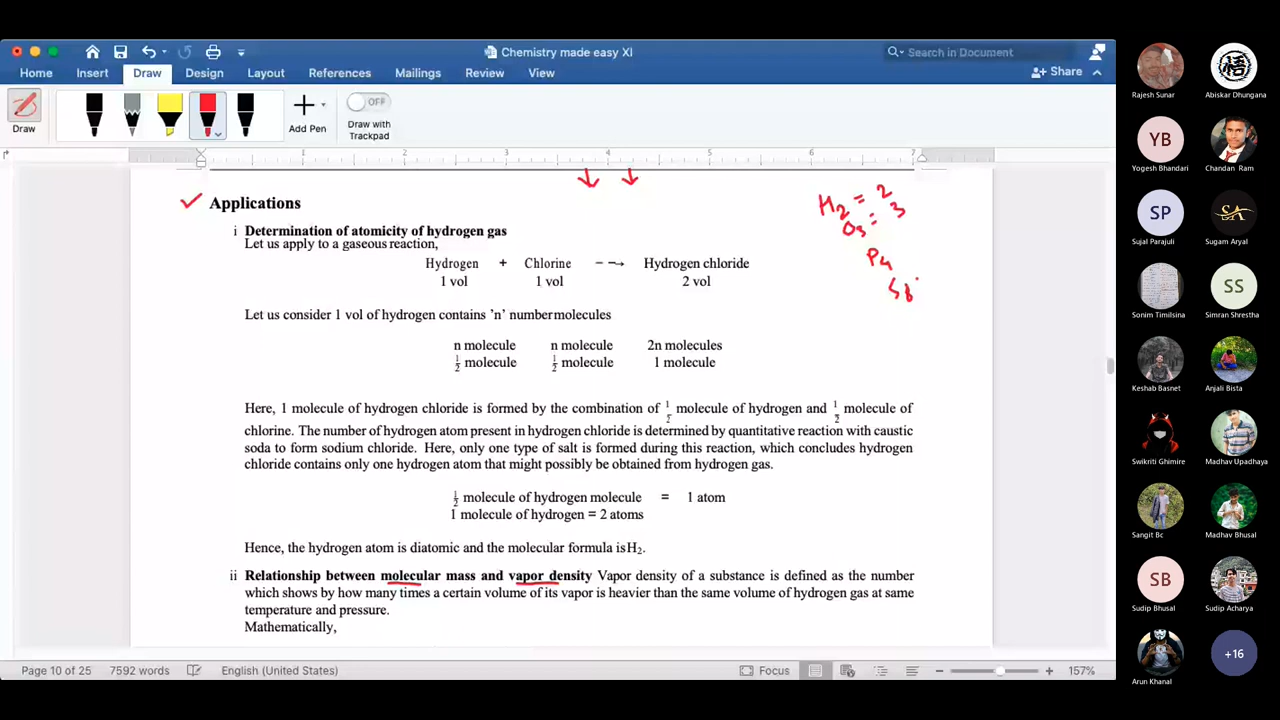 Chemistry made easy XI
Search in Document
Home Insert Draw Design Layout References Mailings Review View
Share
Draw
Add Pen
OFF
Draw with
Trackpad
1 2 3 4 5 6 7
Applications
H2 = 2
O3 = 3
P4
S8
i Determination of atomicity of hydrogen gas
Let us apply to a gaseous reaction,
Hydrogen + Chlorine – –→ Hydrogen chloride
1 vol 1 vol 2 vol
Let us consider 1 vol of hydrogen contains ’n’ numbermolecules
n molecule n molecule 2n molecules
1/2 molecule 1/2 molecule 1 molecule
Here, 1 molecule of hydrogen chloride is formed by the combination of 1/2 molecule of hydrogen and 1/2 molecule of
chlorine. The number of hydrogen atom present in hydrogen chloride is determined by quantitative reaction with caustic
soda to form sodium chloride. Here, only one type of salt is formed during this reaction, which concludes hydrogen
chloride contains only one hydrogen atom that might possibly be obtained from hydrogen gas.
1/2 molecule of hydrogen molecule = 1 atom
1 molecule of hydrogen = 2 atoms
Hence, the hydrogen atom is diatomic and the molecular formula isH2.
ii Relationship between molecular mass and vapor density Vapor density of a substance is defined as the number
which shows by how many times a certain volume of its vapor is heavier than the same volume of hydrogen gas at same
temperature and pressure.
Mathematically,
Page 10 of 25 7592 words English (United States) Focus 157%
Rajesh Sunar
悟
Abiskar Dhungana
YB
Yogesh Bhandari
Chandan Ram
SP
Sujal Parajuli
SA
Sugam Aryal
Sonim Timilsina
SS
Simran Shrestha
Keshab Basnet
Anjali Bista
Swikriti Ghimire
Madhav Upadhaya
Sangit Bc
Madhav Bhusal
SB
Sudip Bhusal
Sudip Acharya
Arun Khanal
+16